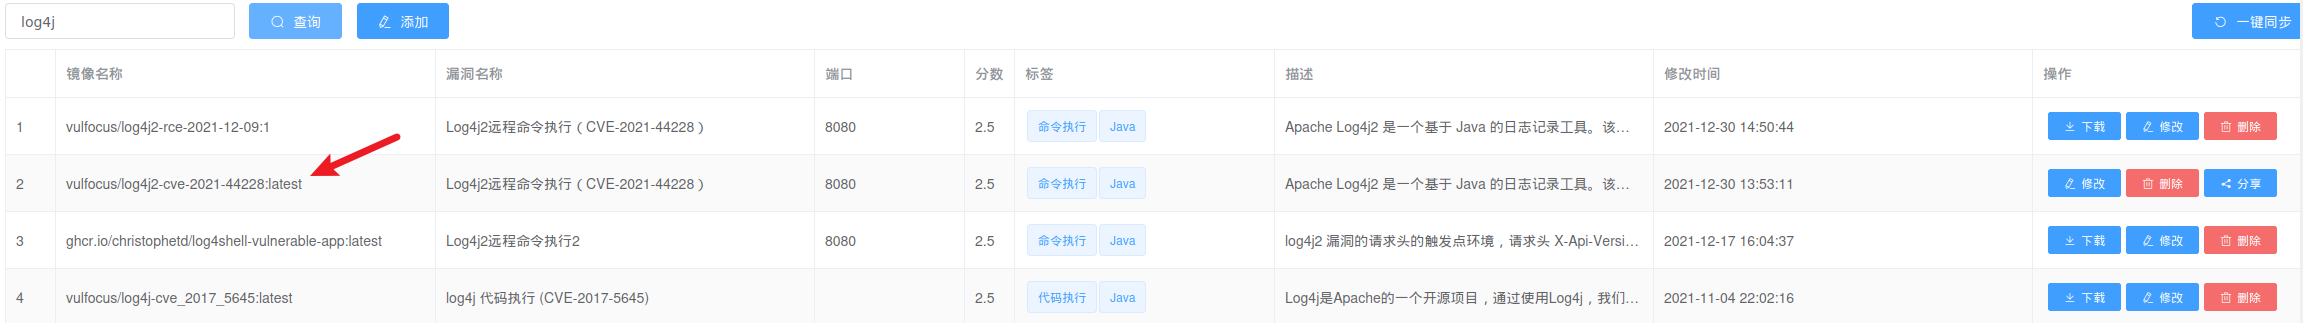 log4j 查询 添加 一键同步
镜像名称 漏洞名称 端口 分数 标签 描述 修改时间 操作
1 vulfocus/log4j2-rce-2021-12-09:1 Log4j2远程命令执行（CVE-2021-44228） 8080 2.5 命令执行 Java Apache Log4j2 是一个基于 Java 的日志记录工具。该... 2021-12-30 14:50:44 下载 修改 删除
2 vulfocus/log4j2-cve-2021-44228:latest Log4j2远程命令执行（CVE-2021-44228） 8080 2.5 命令执行 Java Apache Log4j2 是一个基于 Java 的日志记录工具。该... 2021-12-30 13:53:11 修改 删除 分享
3 ghcr.io/christophetd/log4shell-vulnerable-app:latest Log4j2远程命令执行2 8080 2.5 命令执行 Java log4j2 漏洞的请求头的触发点环境，请求头 X-Api-Versi... 2021-12-17 16:04:37 下载 修改 删除
4 vulfocus/log4j-cve_2017_5645:latest log4j 代码执行 (CVE-2017-5645) 2.5 代码执行 Java Log4j是Apache的一个开源项目，通过使用Log4j，我们... 2021-11-04 22:02:16 下载 修改 删除